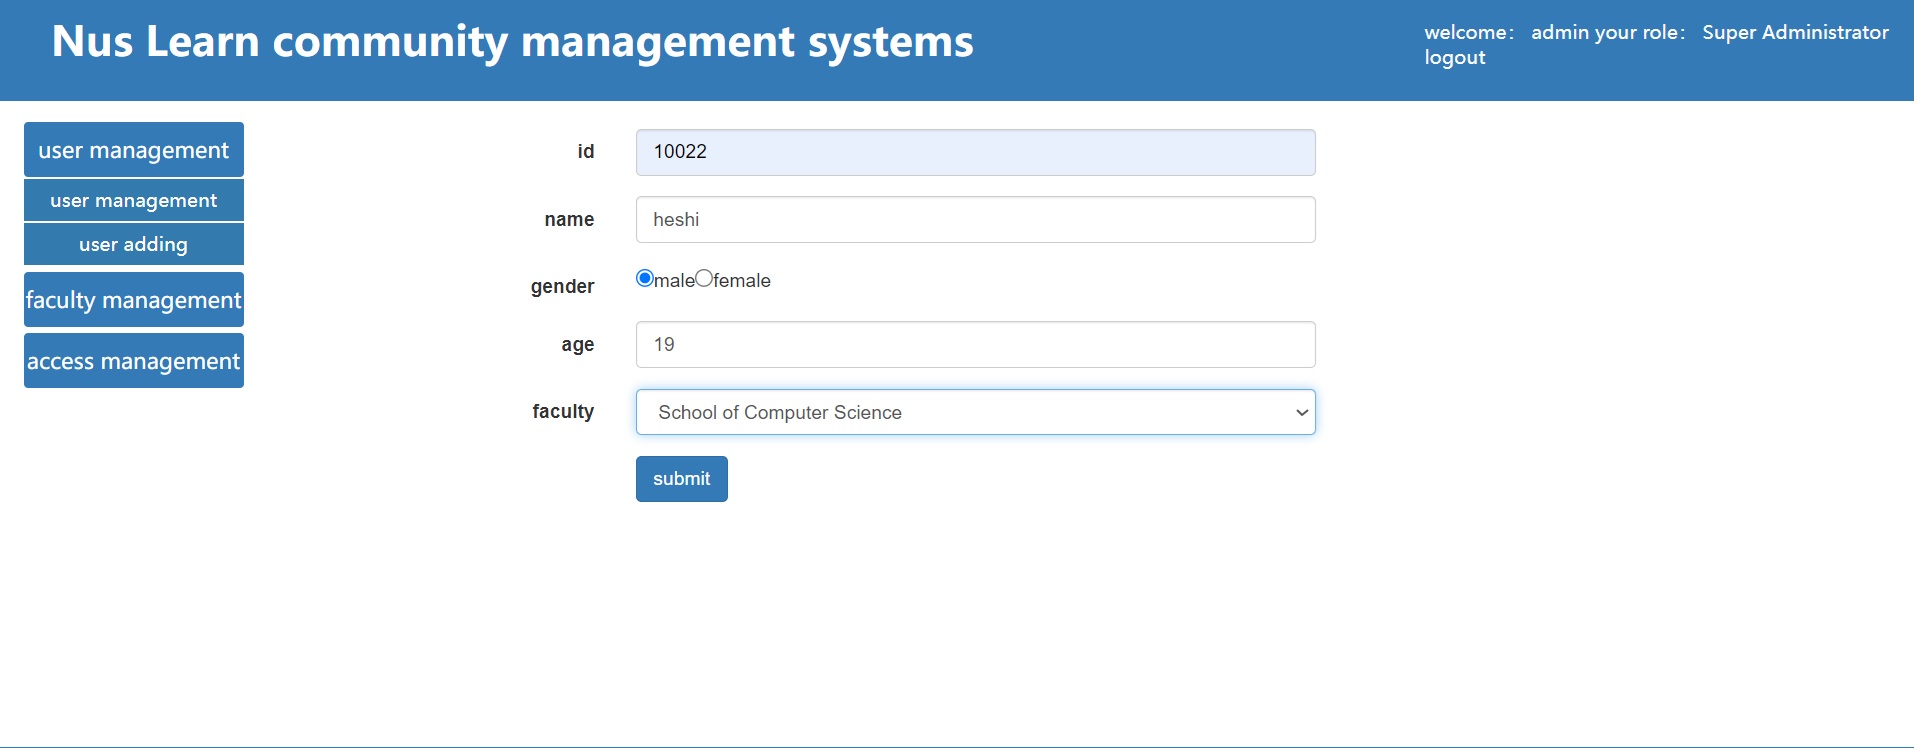 Nus Learn community management systems
welcome： admin your role： Super Administrator
logout
user management
user management
user adding
faculty management
access management
id 10022
name heshi
gender male female
age 19
faculty School of Computer Science
submit